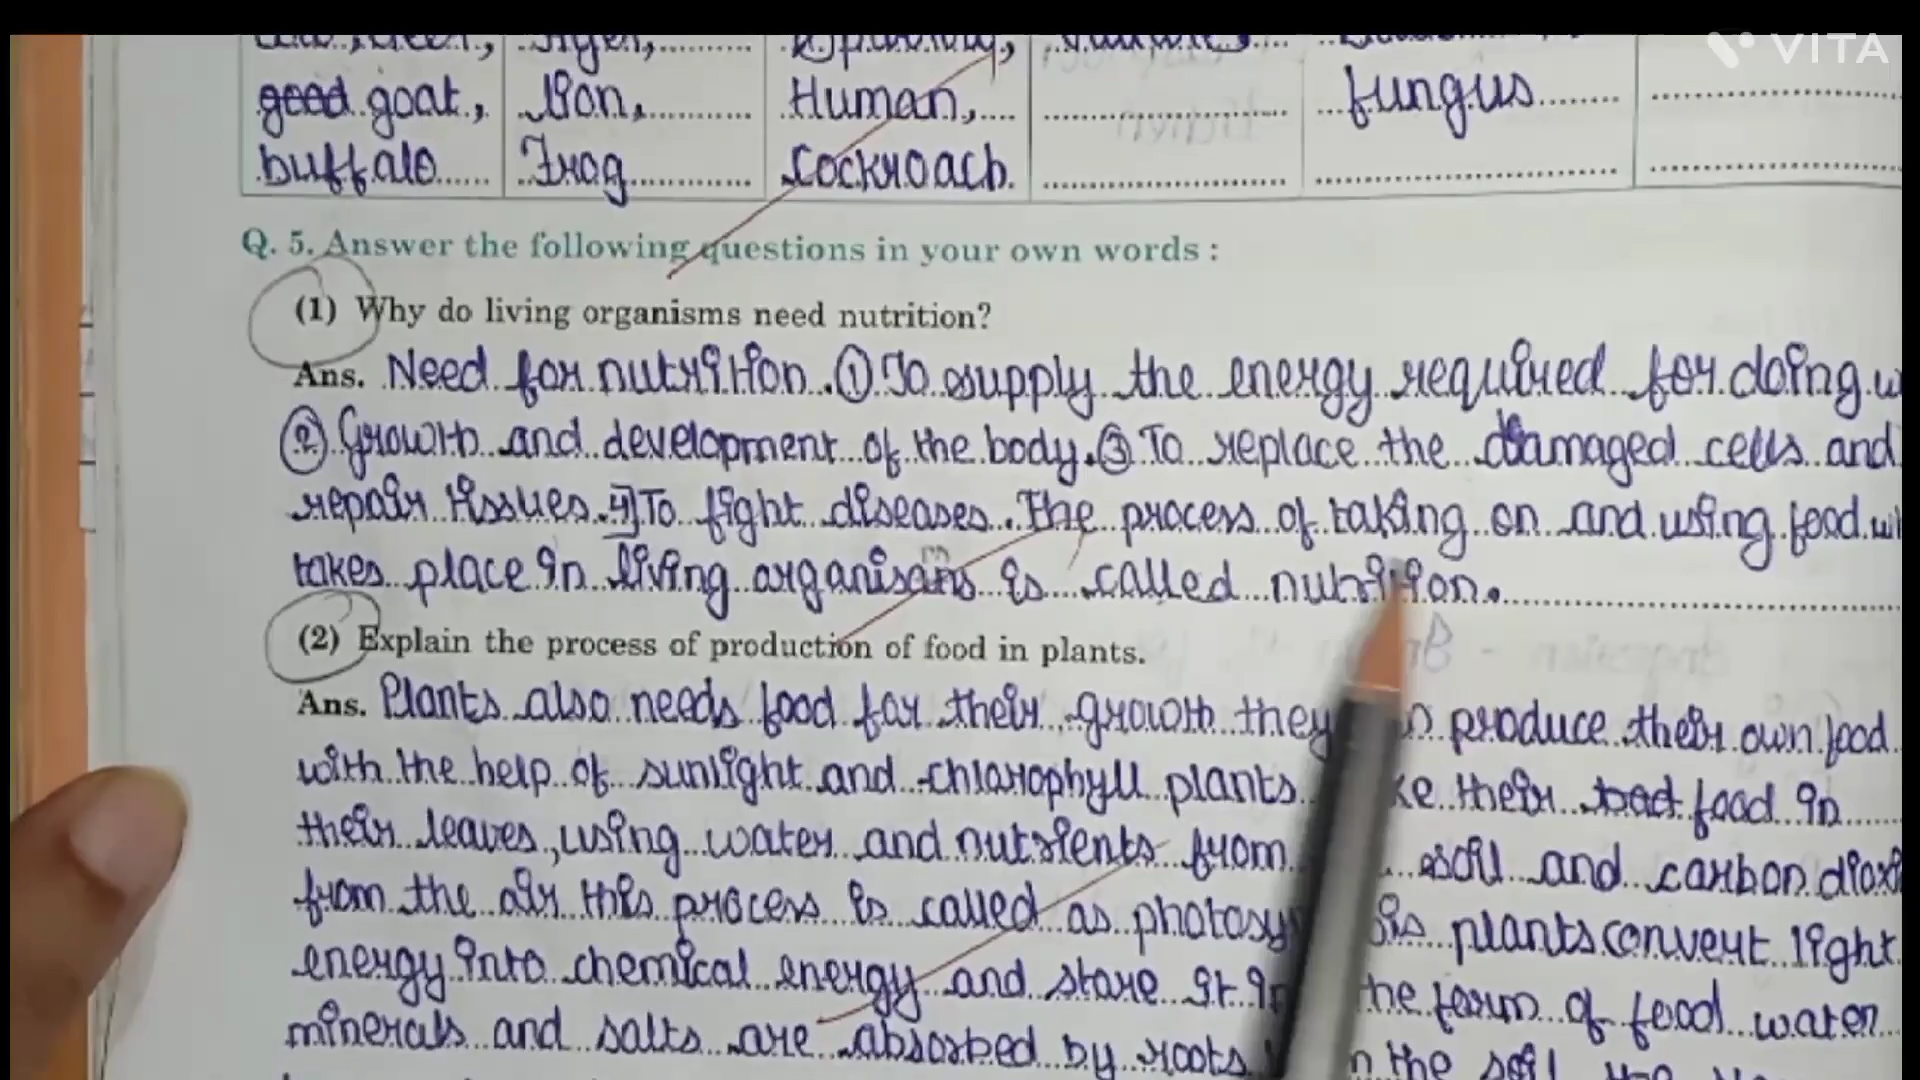 VITA
good goat, Lion, Human, fungus
buffalo Frog Cockroach
Q. 5. Answer the following questions in your own words :
(1) Why do living organisms need nutrition?
Ans. Need for nutrition. ① To supply the energy required for doing
② Growth and development of the body. ③ To replace the damaged cells and
repair tissues. 4] To fight diseases. The process of taking on and using food
takes place in living organisms is called nutrition.
(2) Explain the process of production of food in plants.
Ans. Plants also needs food for their growth they produce their own food
with the help of sunlight and chlorophyll plants their food in
their leaves, using water and nutrients from soil and carbon
from the air this process is called as plants convert light
energy into chemical energy and store it in the form of food water
minerals and salts are absorbed by roots the soil